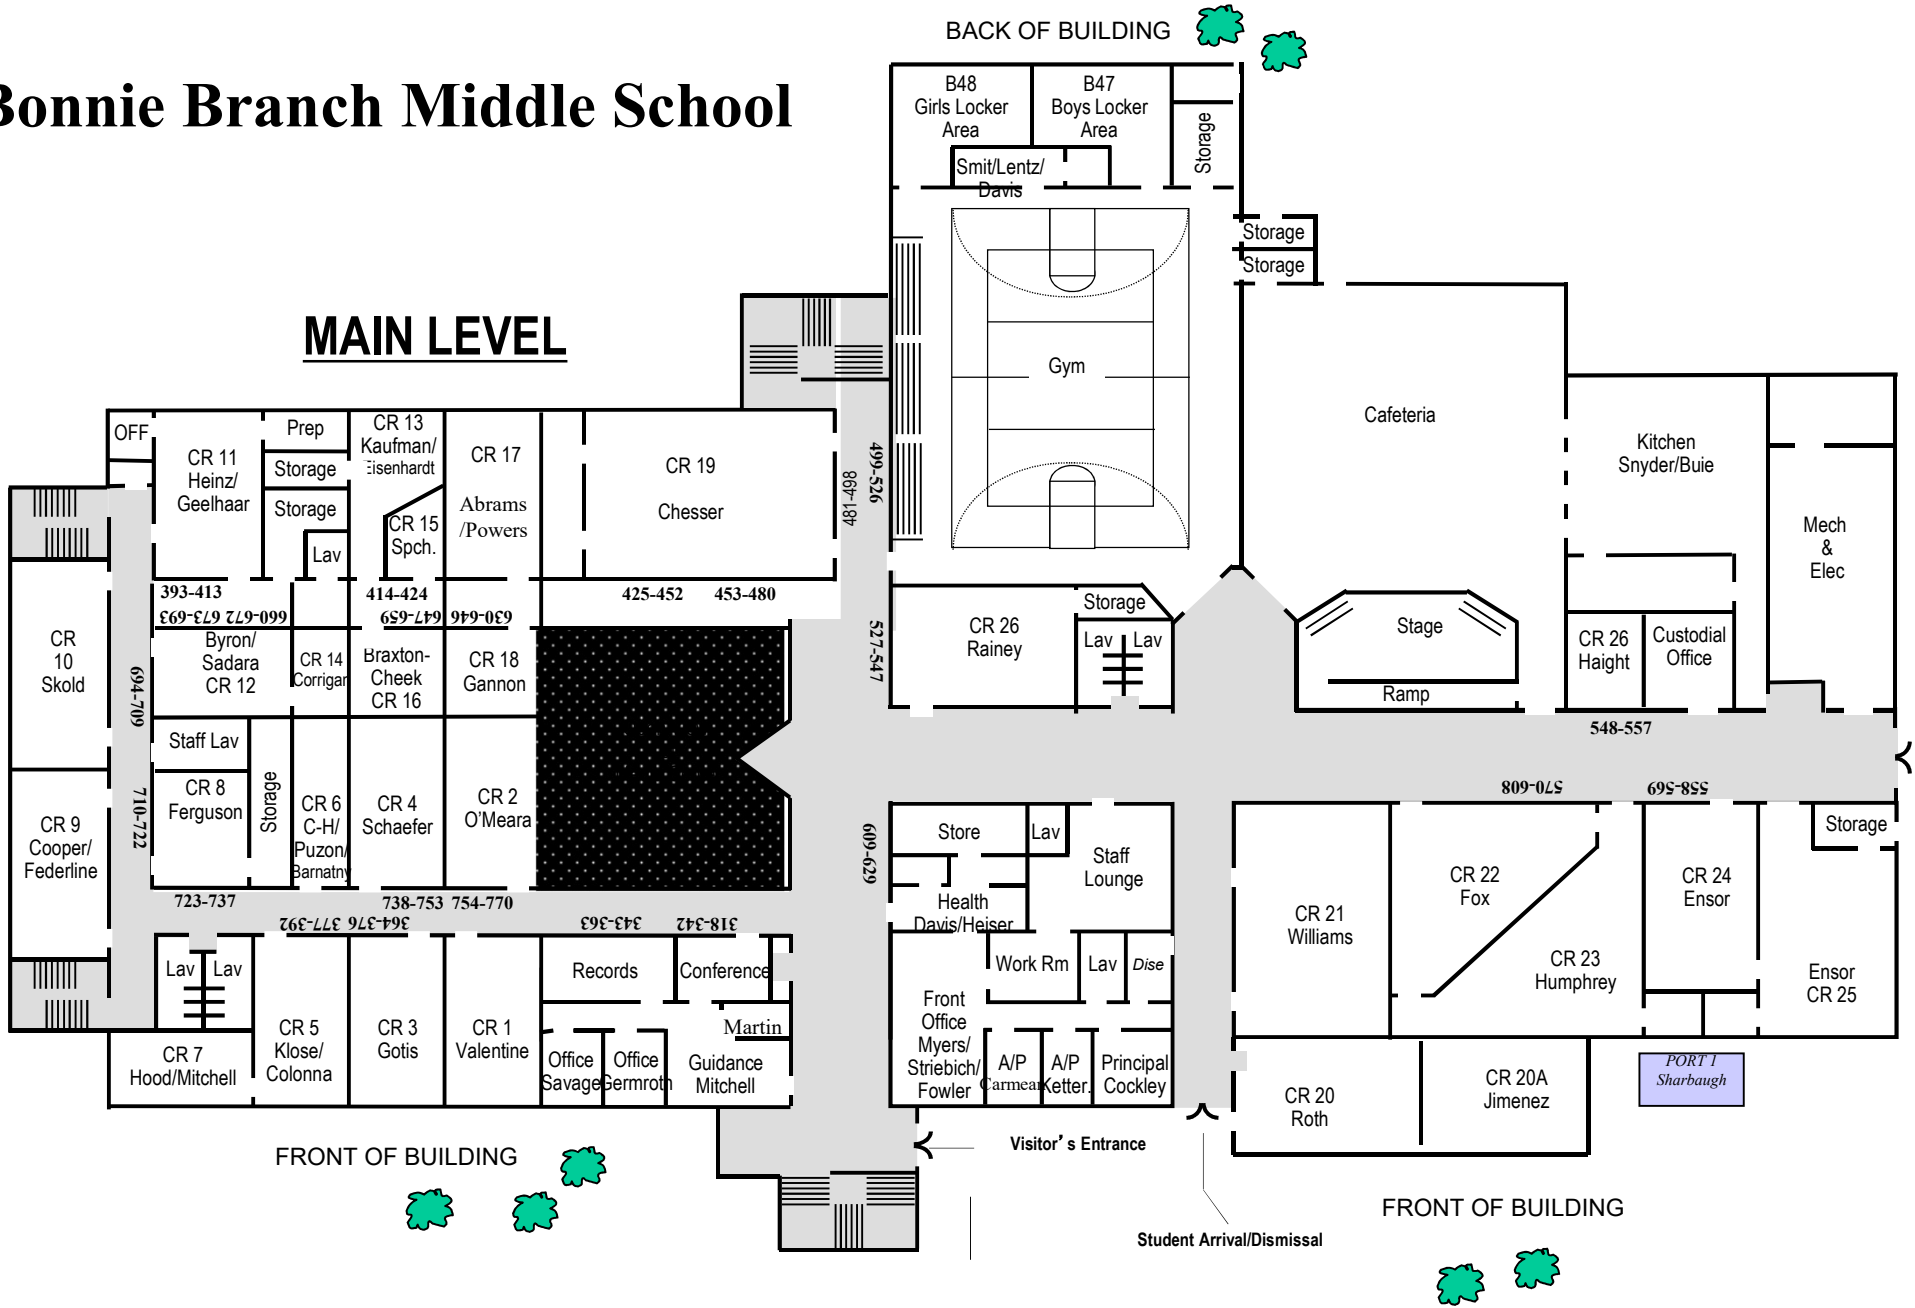 BACK OF BUILDING
Bonnie Branch Middle School
MAIN LEVEL
B48
Girls Locker
Area
B47
Boys Locker
Area
Storage
Smit/Lentz/
Davis
Storage
Storage
Gym
Cafeteria
Kitchen
Snyder/Buie
Mech
&
Elec
OFF
CR 11
Heinz/
Geelhaar
Prep
Storage
Storage
Lav
CR 13
Kaufman/
Eisenhardt
CR 15
Spch.
CR 17
Abrams
/Powers
CR 19
Chesser
481-498
499-526
393-413
414-424
425-452
453-480
673-693
660-672
647-659
630-646
CR
10
Skold
694-709
Byron/
Sadara
CR 12
CR 14
Corrigan
Braxton-
Cheek
CR 16
CR 18
Gannon
527-547
CR 26
Rainey
Storage
Lav
Lav
Stage
Ramp
CR 26
Haight
Custodial
Office
548-557
570-608
558-569
Staff Lav
CR 8
Ferguson
Storage
CR 6
C-H/
Puzon/
Barnatny
CR 4
Schaefer
CR 2
O’Meara
710-722
CR 9
Cooper/
Federline
609-629
Store
Lav
Staff
Lounge
Health
Davis/Heiser
CR 21
Williams
CR 22
Fox
CR 23
Humphrey
CR 24
Ensor
Storage
Ensor
CR 25
723-737
738-753
754-770
377-392
364-376
343-363
318-342
Lav
Lav
CR 7
Hood/Mitchell
CR 5
Klose/
Colonna
CR 3
Gotis
CR 1
Valentine
Records
Conference
Martin
Office
Savage
Office
Germroth
Guidance
Mitchell
Front
Office
Myers/
Striebich/
Fowler
Work Rm
Lav
Dise
A/P
Carmean
A/P
Ketter.
Principal
Cockley
CR 20
Roth
CR 20A
Jimenez
PORT 1
Sharbaugh
FRONT OF BUILDING
Visitor’s Entrance
Student Arrival/Dismissal
FRONT OF BUILDING